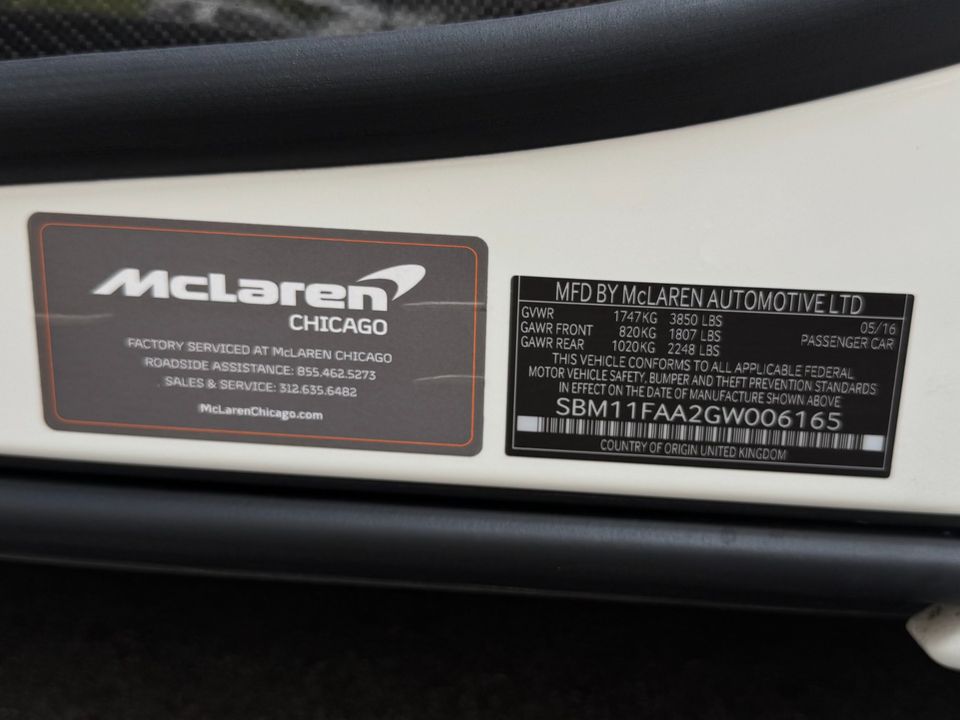 McLaren
CHICAGO
FACTORY SERVICED AT McLAREN CHICAGO
ROADSIDE ASSISTANCE: 855.462.5273
SALES & SERVICE: 312.635.6482
McLarenChicago.com
MFD BY McLAREN AUTOMOTIVE LTD
GVWR 1747KG 3850 LBS 05/16
GAWR FRONT 820KG 1807 LBS PASSENGER CAR
GAWR REAR 1020KG 2248 LBS
THIS VEHICLE CONFORMS TO ALL APPLICABLE FEDERAL
MOTOR VEHICLE SAFETY, BUMPER AND THEFT PREVENTION STANDARDS
IN EFFECT ON THE DATE OF MANUFACTURE SHOWN ABOVE
SBM11FAA2GW006165
COUNTRY OF ORIGIN UNITED KINGDOM